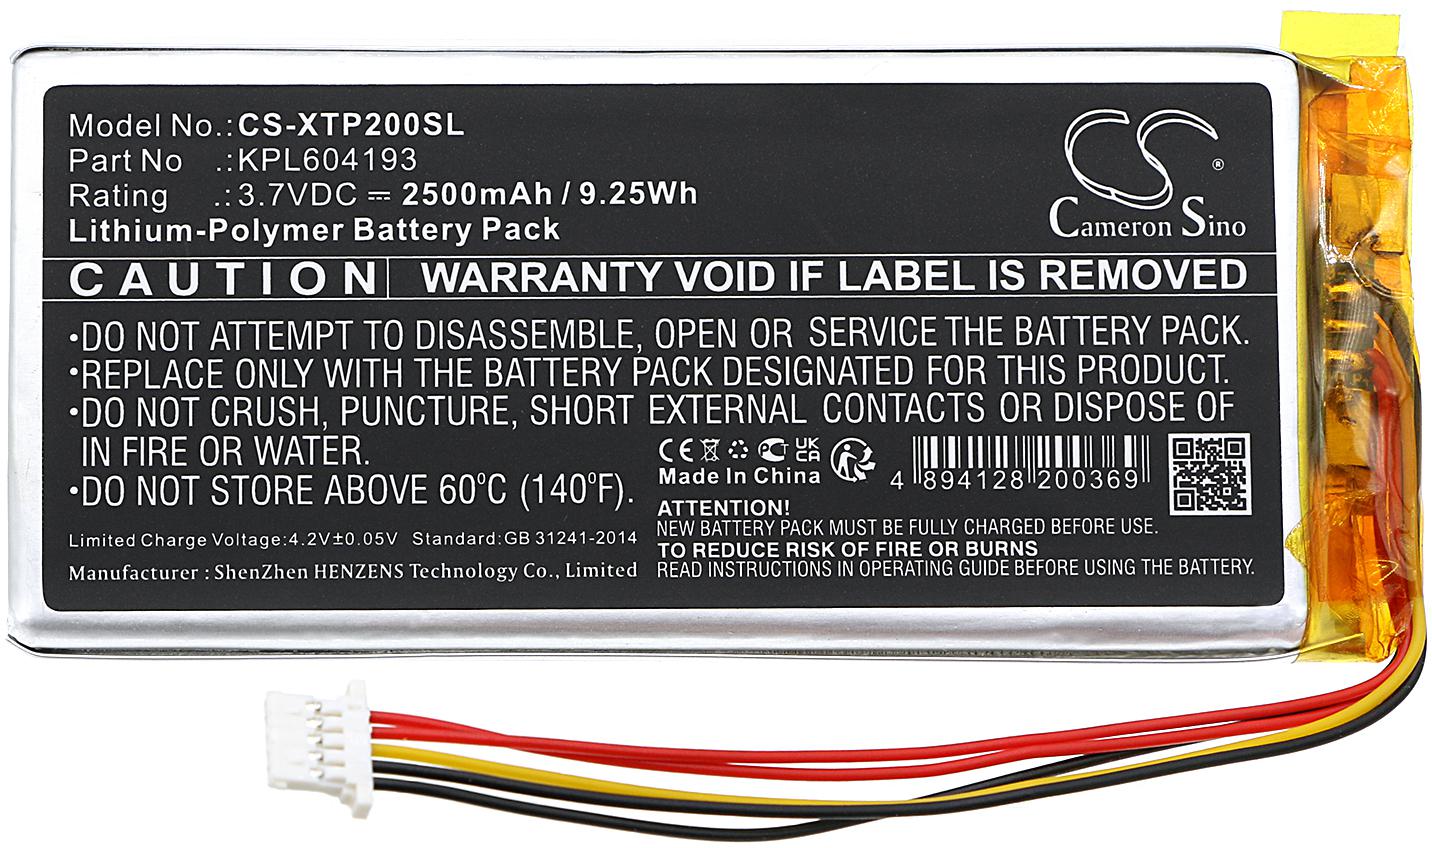 Model No.:CS-XTP200SL
Part No .:KPL604193
Rating .:3.7VDC ⎓ 2500mAh / 9.25Wh
Lithium-Polymer Battery Pack
CS®
Cameron Sino
CAUTION WARRANTY VOID IF LABEL IS REMOVED
•DO NOT ATTEMPT TO DISASSEMBLE, OPEN OR SERVICE THE BATTERY PACK.
•REPLACE ONLY WITH THE BATTERY PACK DESIGNATED FOR THIS PRODUCT.
•DO NOT CRUSH, PUNCTURE, SHORT EXTERNAL CONTACTS OR DISPOSE OF
IN FIRE OR WATER.
•DO NOT STORE ABOVE 60°C (140°F).
Limited Charge Voltage:4.2V±0.05V Standard:GB 31241-2014
Manufacturer : ShenZhen HENZENS Technology Co., Limited
CE UK CA
Made In China
4 894128 200369
ATTENTION!
NEW BATTERY PACK MUST BE FULLY CHARGED BEFORE USE.
TO REDUCE RISK OF FIRE OR BURNS
READ INSTRUCTIONS IN OPERATING GUIDE BEFORE USING THE BATTERY.